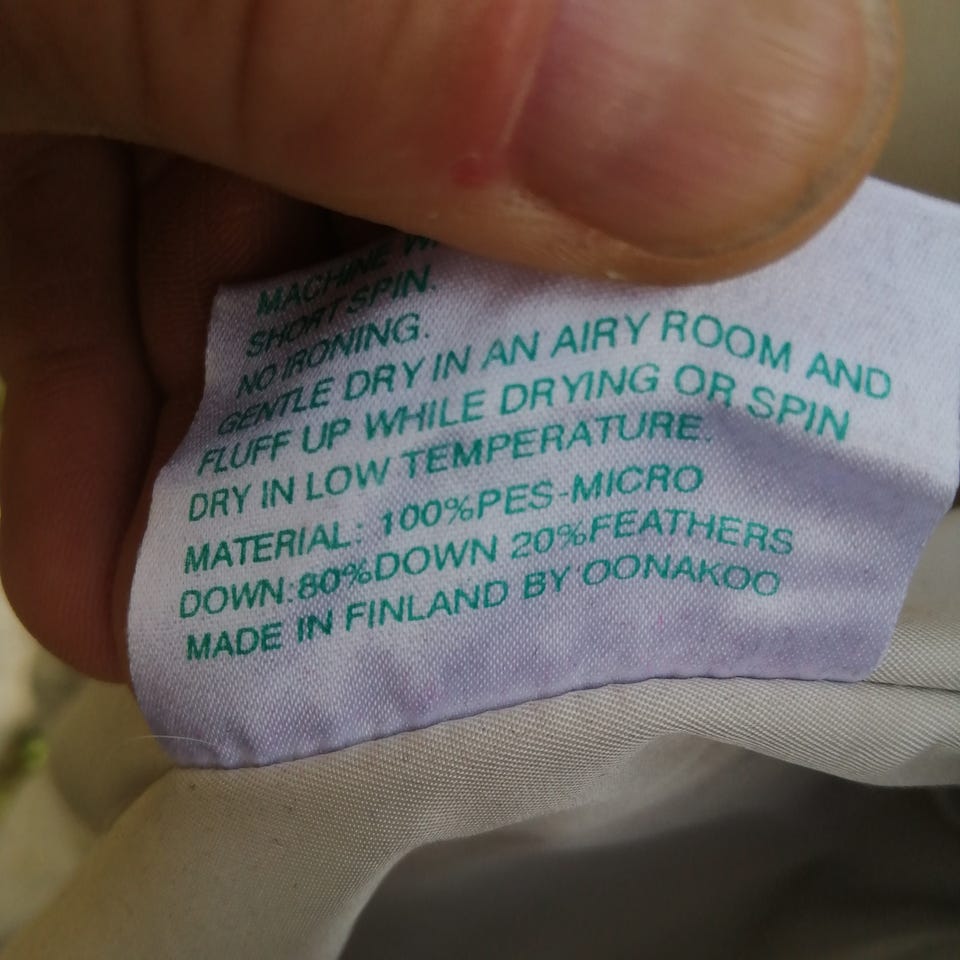 MACHINE
SHORT SPIN.
NO IRONING.
GENTLE DRY IN AN AIRY ROOM AND
FLUFF UP WHILE DRYING OR SPIN
DRY IN LOW TEMPERATURE.
MATERIAL: 100%PES-MICRO
DOWN:80%DOWN 20%FEATHERS
MADE IN FINLAND BY OONAKOO